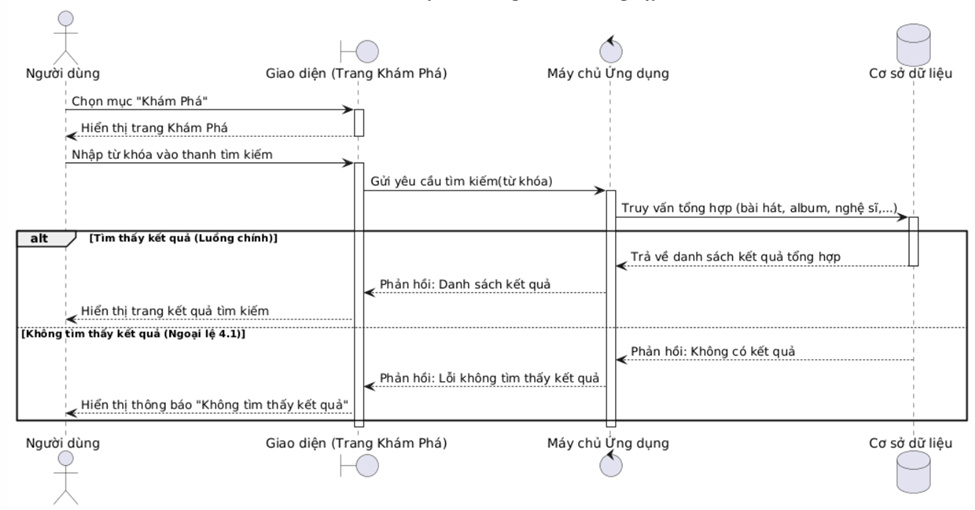 Người dùng
Giao diện (Trang Khám Phá)
Máy chủ Ứng dụng
Cơ sở dữ liệu
Chọn mục "Khám Phá"
Hiển thị trang Khám Phá
Nhập từ khóa vào thanh tìm kiếm
Gửi yêu cầu tìm kiếm(từ khóa)
Truy vấn tổng hợp (bài hát, album, nghệ sĩ,...)
alt
[Tìm thấy kết quả (Luồng chính)]
Trả về danh sách kết quả tổng hợp
Phản hồi: Danh sách kết quả
Hiển thị trang kết quả tìm kiếm
[Không tìm thấy kết quả (Ngoại lệ 4.1)]
Phản hồi: Không có kết quả
Phản hồi: Lỗi không tìm thấy kết quả
Hiển thị thông báo "Không tìm thấy kết quả"
Người dùng
Giao diện (Trang Khám Phá)
Máy chủ Ứng dụng
Cơ sở dữ liệu